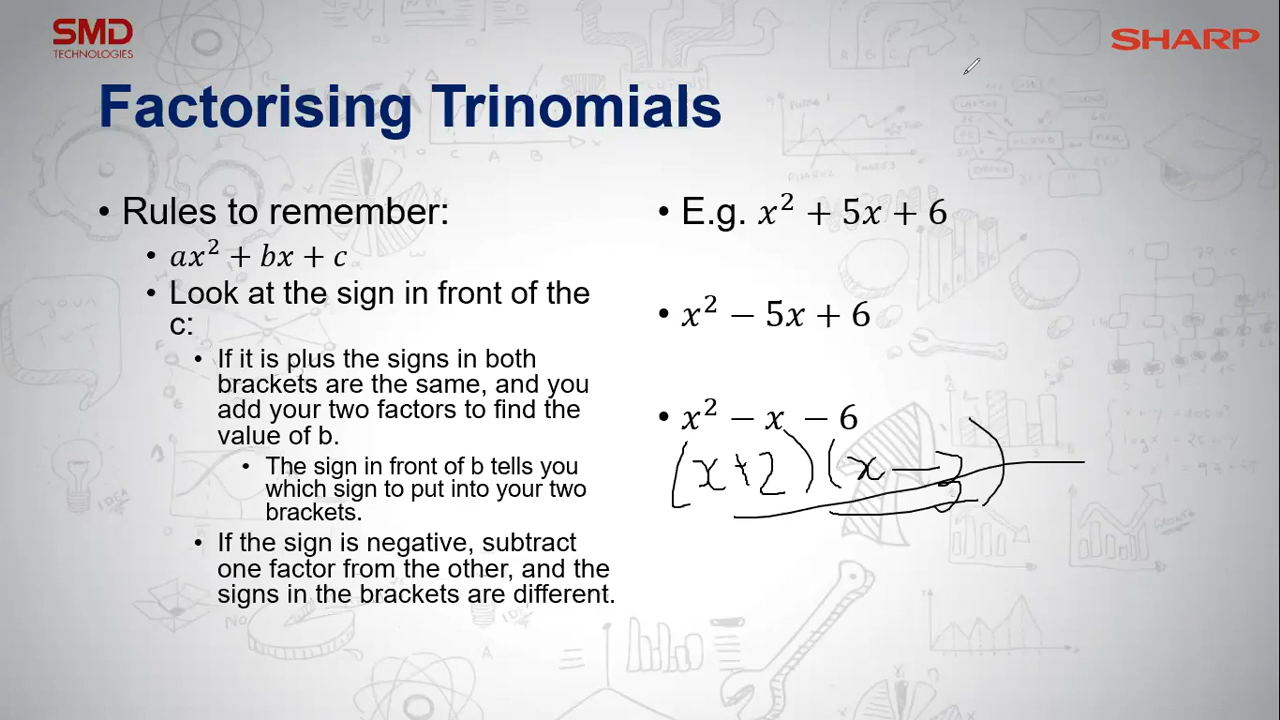 SMD
TECHNOLOGIES
SHARP
Factorising Trinomials
• Rules to remember:
• ax² + bx + c
• Look at the sign in front of the
c:
• If it is plus the signs in both
brackets are the same, and you
add your two factors to find the
value of b.
• The sign in front of b tells you
which sign to put into your two
brackets.
• If the sign is negative, subtract
one factor from the other, and the
signs in the brackets are different.
• E.g. x² + 5x + 6
• x² − 5x + 6
• x² − x − 6
(x+2)(x−3)